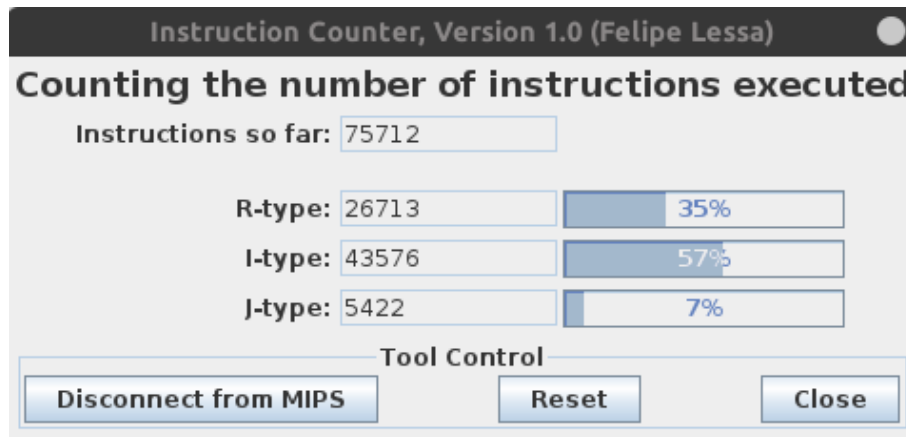 Instruction Counter, Version 1.0 (Felipe Lessa)
Counting the number of instructions executed
Instructions so far: 75712
R-type: 26713 35%
I-type: 43576 57%
J-type: 5422 7%
Tool Control
Disconnect from MIPS Reset Close